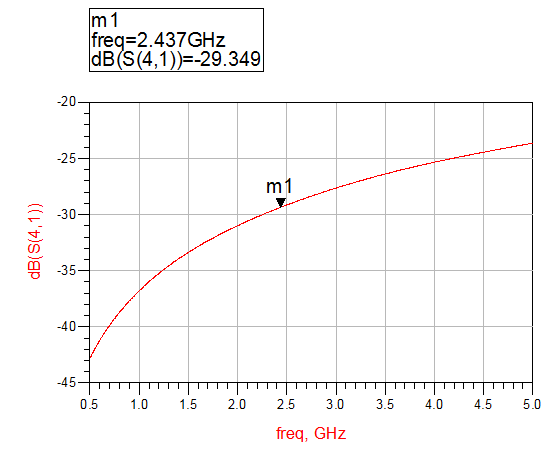 m1
freq=2.437GHz
dB(S(4,1))=-29.349
-20
-25
-30
-35
-40
-45
dB(S(4,1))
m1
0.5 1.0 1.5 2.0 2.5 3.0 3.5 4.0 4.5 5.0
freq, GHz